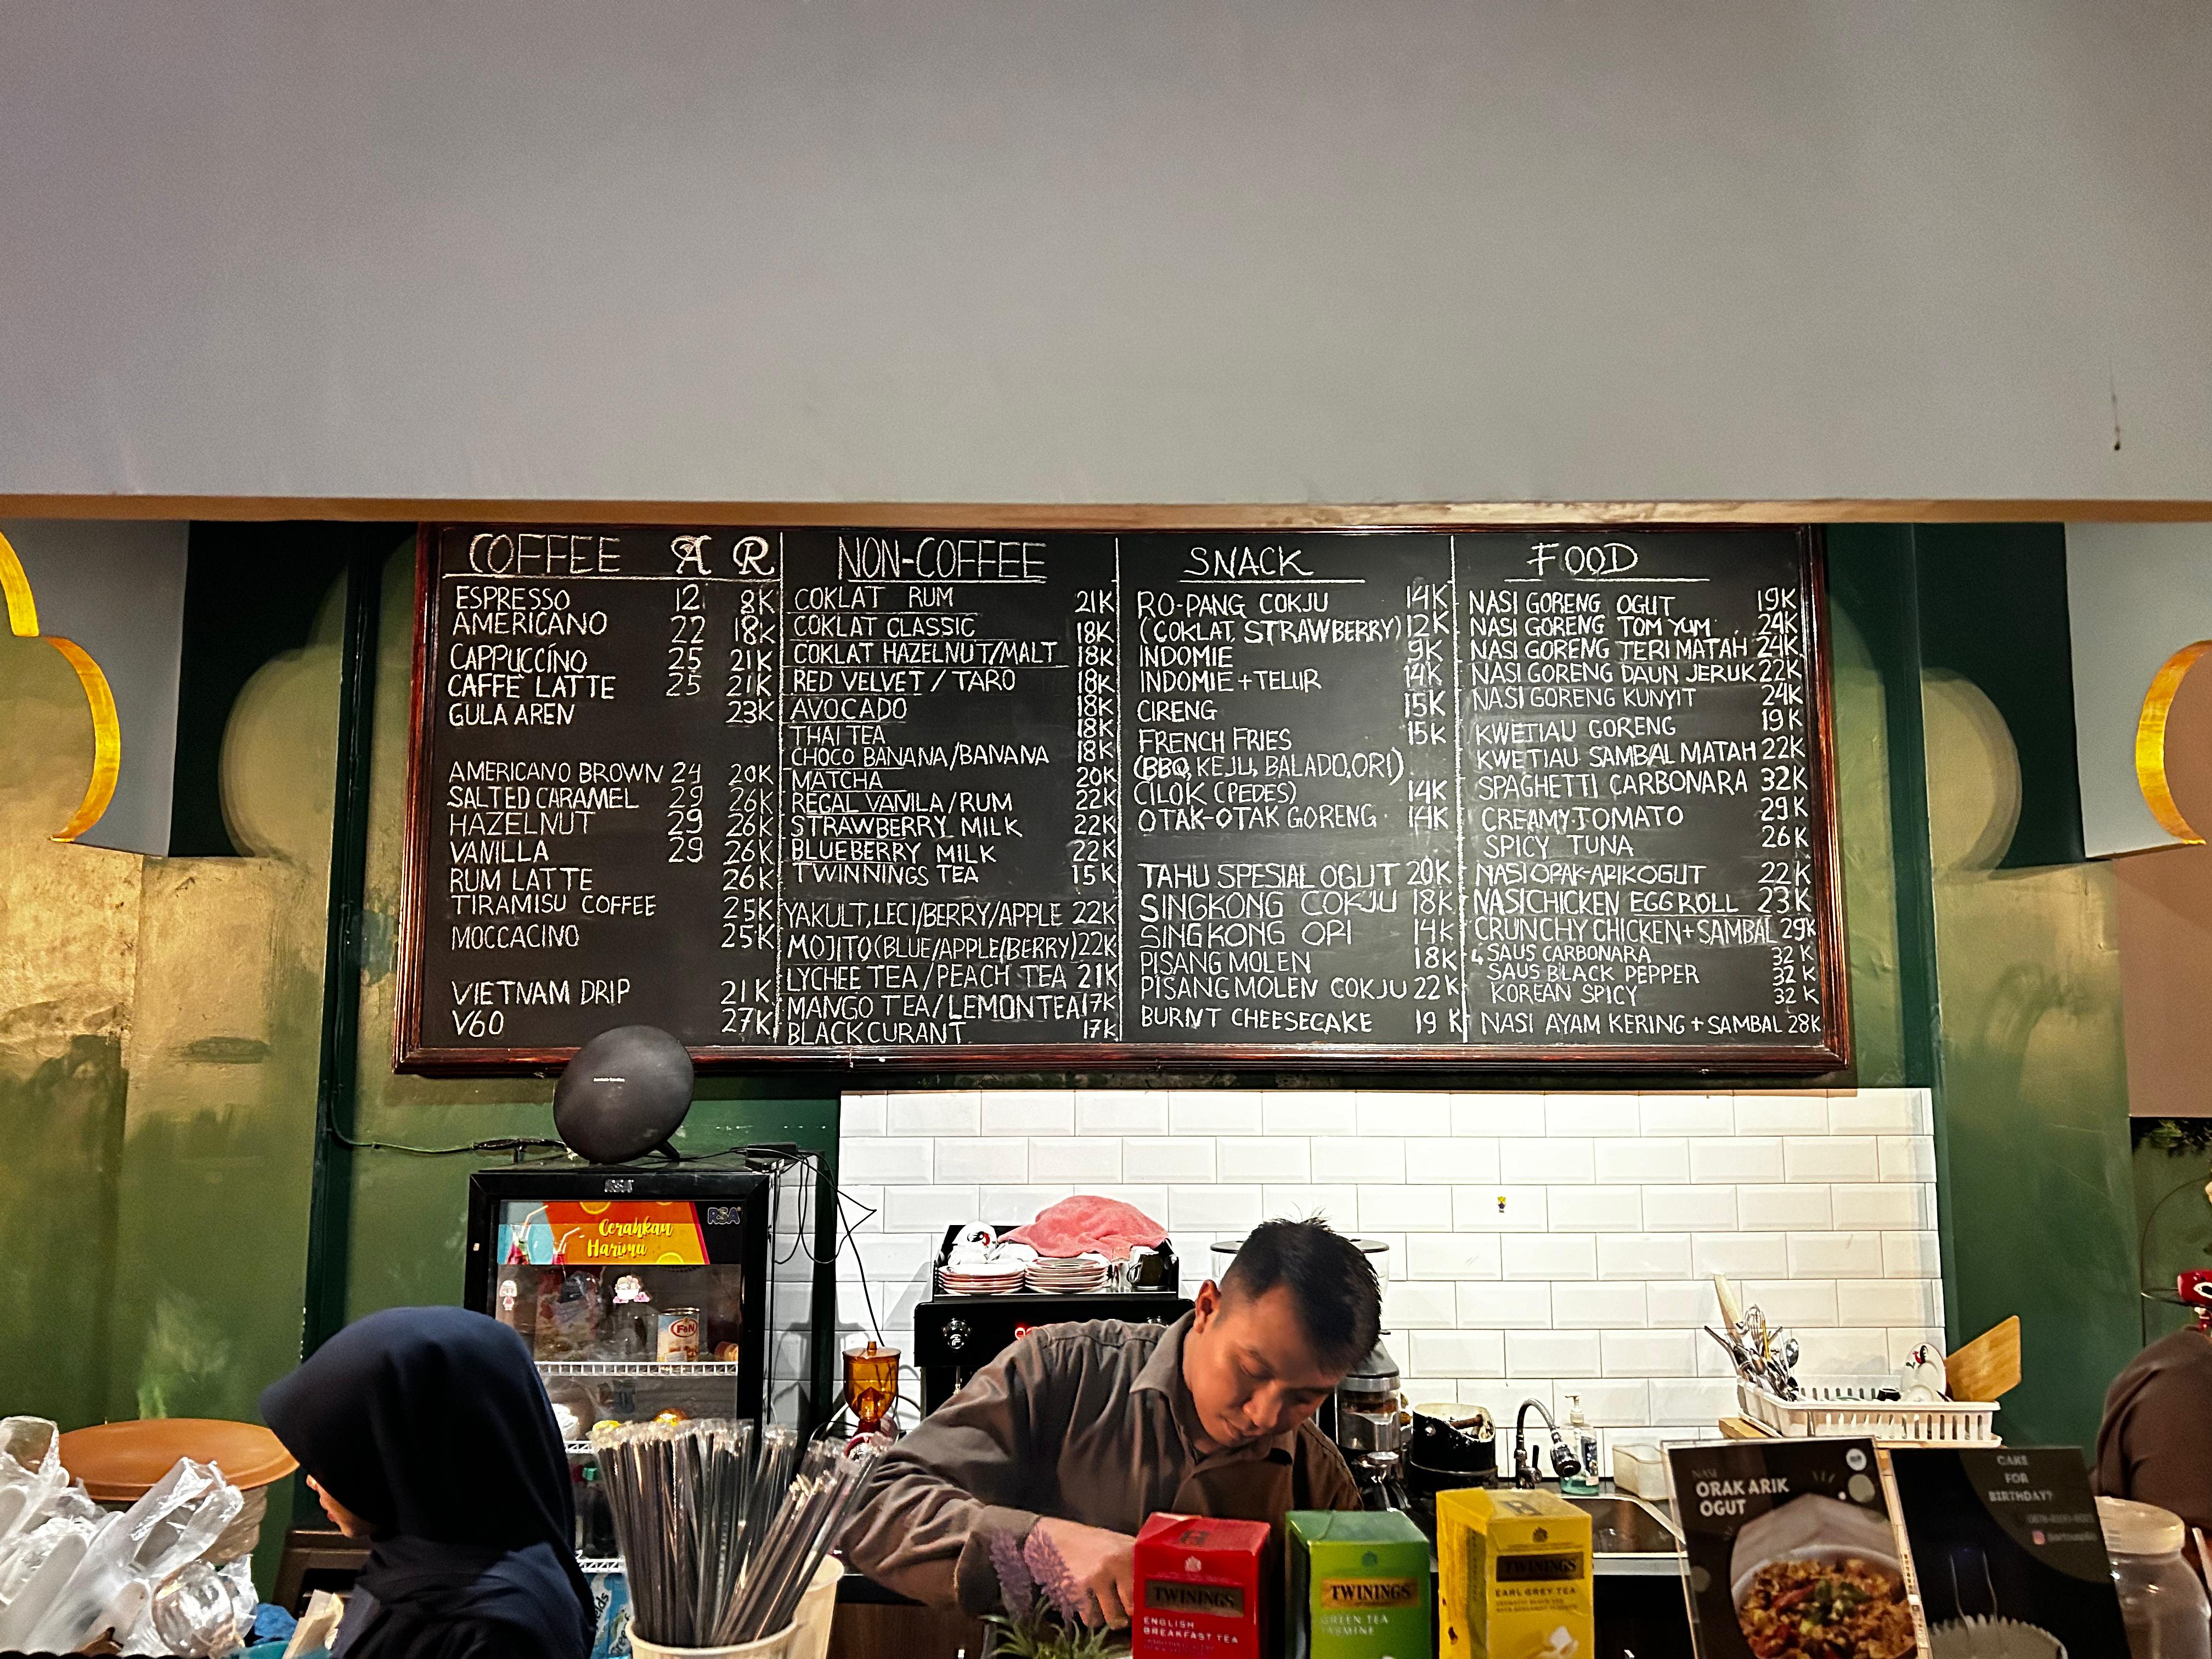 COFFEE A R
ESPRESSO 12 8K
AMERICANO 22 18K
CAPPUCCINO 25 21K
CAFFE LATTE 25 21K
GULA AREN 23K
AMERICANO BROWN 24 20K
SALTED CARAMEL 29 26K
HAZELNUT 29 26K
VANILLA 29 26K
RUM LATTE 26K
TIRAMISU COFFEE 25K
MOCCACINO 25K
VIETNAM DRIP 21K
V60 27K
NON-COFFEE
COKLAT RUM 21K
COKLAT CLASSIC 18K
COKLAT HAZELNUT/MALT 18K
RED VELVET / TARO 18K
AVOCADO 18K
THAI TEA 18K
CHOCO BANANA/BANANA 18K
MATCHA 20K
REGAL VANILA/RUM 22K
STRAWBERRY MILK 22K
BLUEBERRY MILK 22K
TWINNINGS TEA 15K
YAKULT,LECI/BERRY/APPLE 22K
MOJITO(BLUE/APPLE/BERRY) 22K
LYCHEE TEA / PEACH TEA 21K
MANGO TEA / LEMON TEA 17K
BLACKCURANT 17K
SNACK
RO-PANG COKJU 14K
(COKLAT, STRAWBERRY) 12K
INDOMIE 9K
INDOMIE + TELUR 14K
CIRENG 15K
FRENCH FRIES 15K
(BBQ, KEJU, BALADO,ORI)
CILOK (PEDES) 14K
OTAK-OTAK GORENG 14K
TAHU SPESIAL OGUT 20K
SINGKONG COKJU 18K
SINGKONG ORI 14K
PISANG MOLEN 18K
PISANG MOLEN COKJU 22K
BURNT CHEESECAKE 19K
FOOD
NASI GORENG OGUT 19K
NASI GORENG TOM YUM 24K
NASI GORENG TERI MATAH 24K
NASI GORENG DAUN JERUK 22K
NASI GORENG KUNYIT 24K
KWETIAU GORENG 19K
KWETIAU SAMBAL MATAH 22K
SPAGHETTI CARBONARA 32K
CREAMY-TOMATO 29K
SPICY TUNA 26K
NASI OPAK-APIK OGUT 22K
NASI CHICKEN EGG ROLL 23K
CRUNCHY CHICKEN + SAMBAL 29K
↳ SAUS CARBONARA 32K
SAUS BLACK PEPPER 32K
KOREAN SPICY 32K
NASI AYAM KERING + SAMBAL 28K
RSA
Cerahkan
Harimu
RSA
F&N
TWININGS
ENGLISH
BREAKFAST TEA
TWININGS
GREEN TEA
JASMINE
TWININGS
EARL GREY TEA
NASI
ORAK ARIK
OGUT
CAKE
FOR
BIRTHDAY?